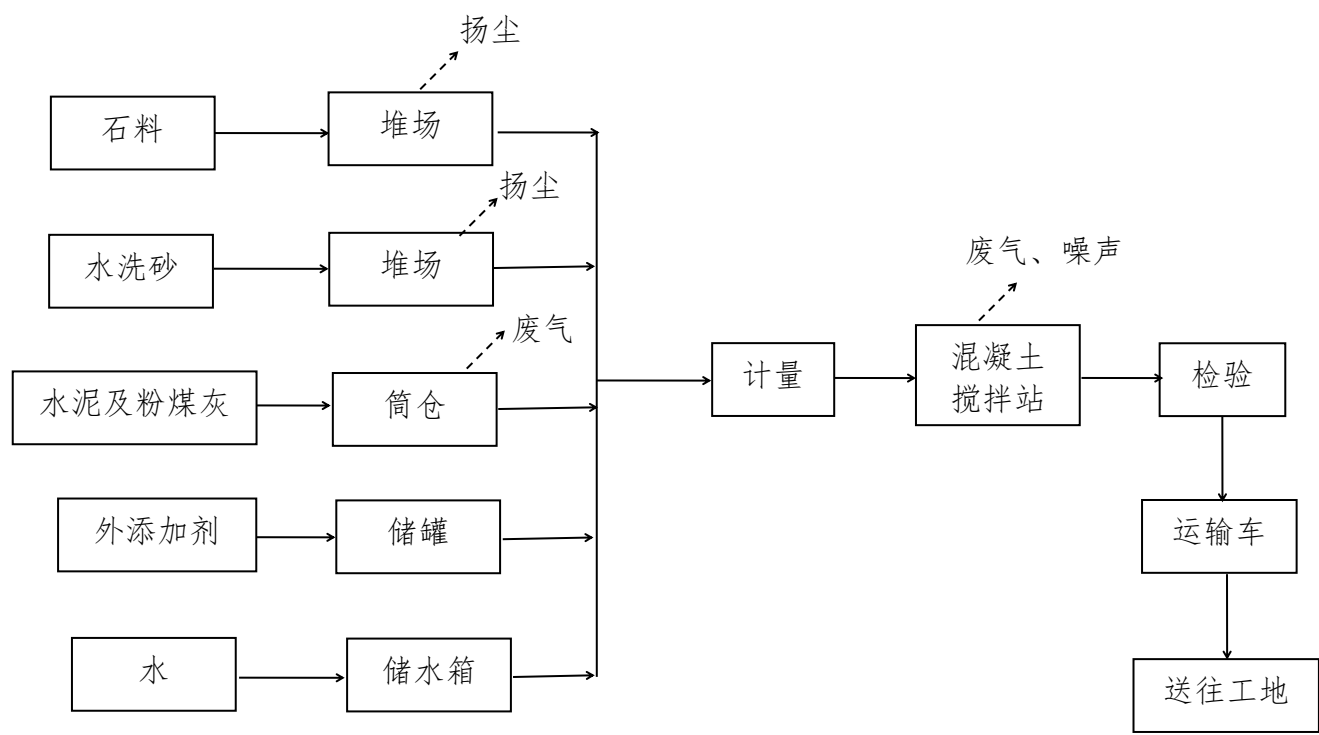 扬尘
石料
堆场
扬尘
水洗砂
堆场
废气、噪声
废气
水泥及粉煤灰
筒仓
计量
混凝土
搅拌站
检验
外添加剂
储罐
运输车
水
储水箱
送往工地